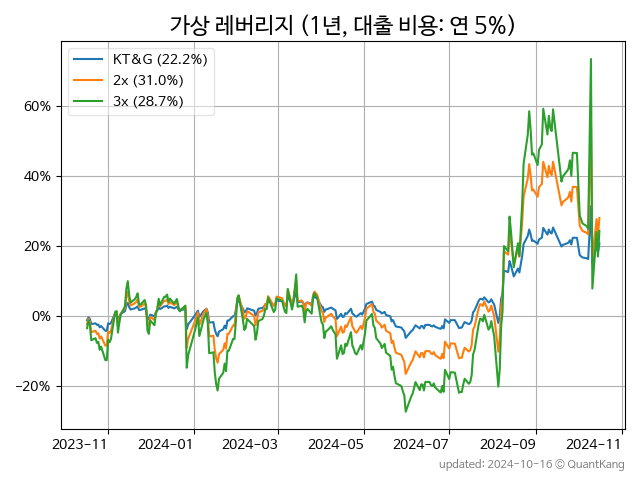 가상 레버리지 (1년, 대출 비용: 연 5%)
KT&G (22.2%)
2x (31.0%)
3x (28.7%)
60%
40%
20%
0%
−20%
2023-11 2024-01 2024-03 2024-05 2024-07 2024-09 2024-11
updated: 2024-10-16 © QuantKang